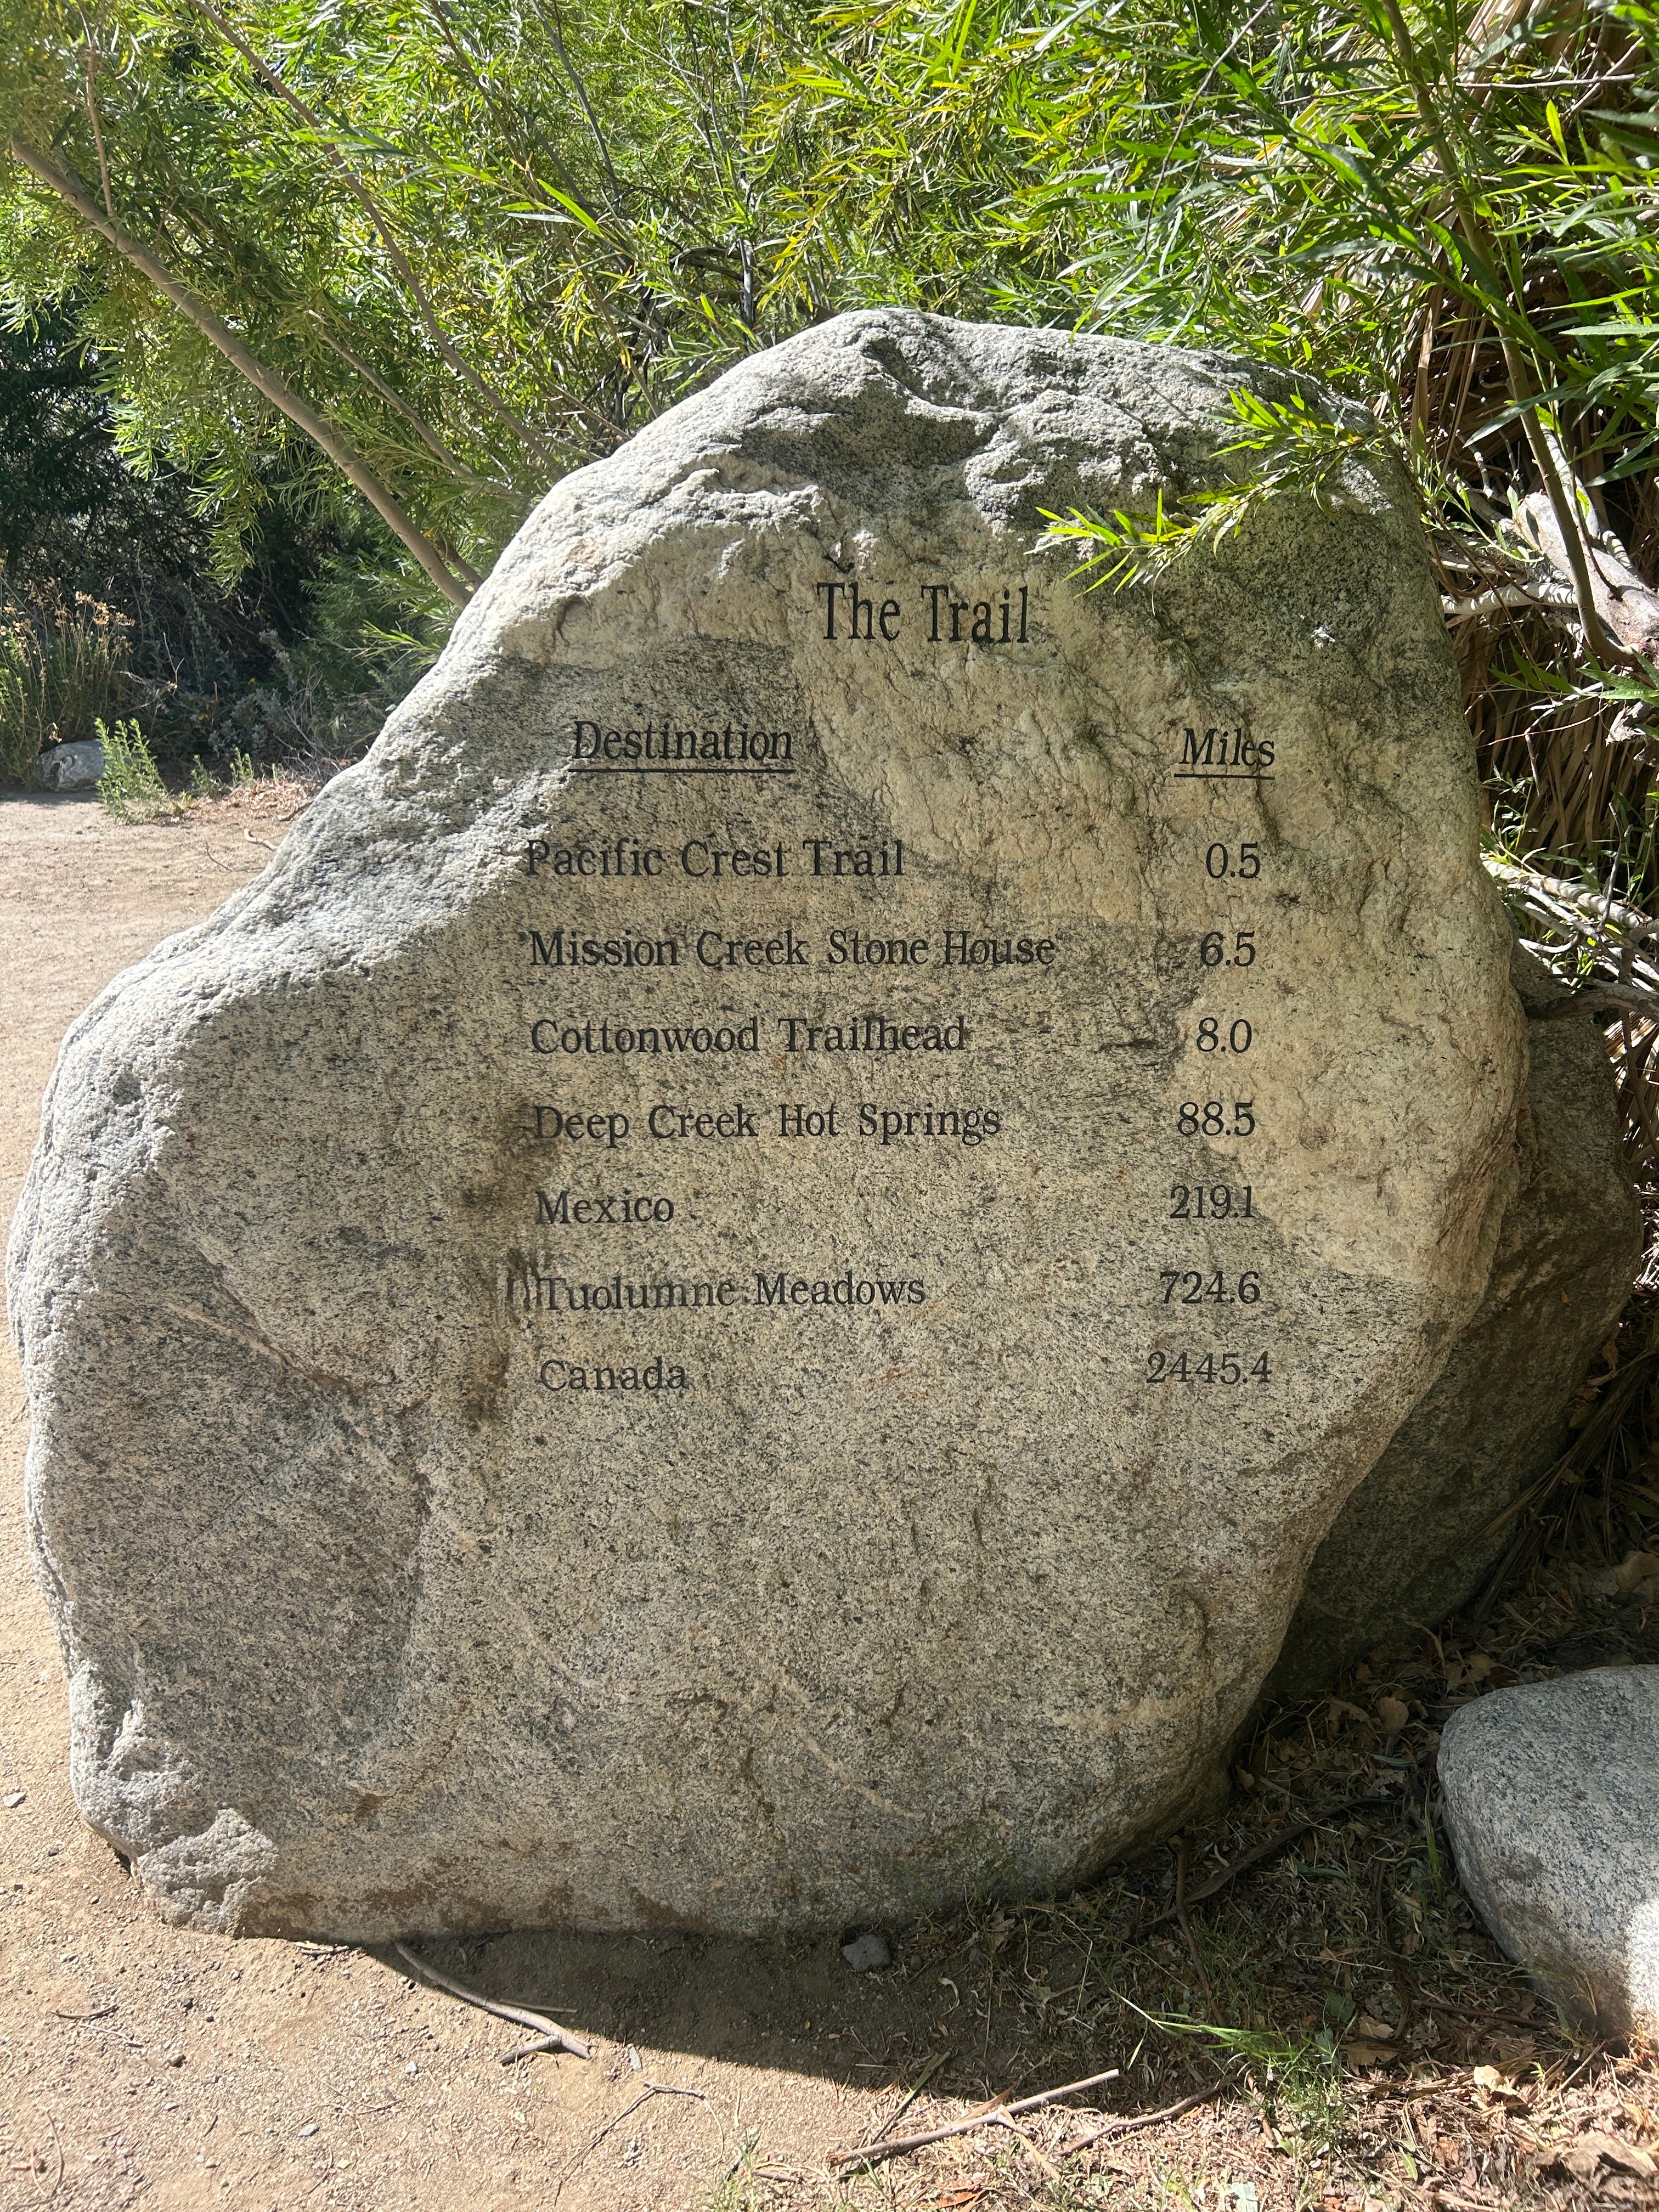 The Trail
Destination Miles
Pacific Crest Trail 0.5
Mission Creek Stone House 6.5
Cottonwood Trailhead 8.0
Deep Creek Hot Springs 88.5
Mexico 219.1
Tuolumne Meadows 724.6
Canada 2445.4